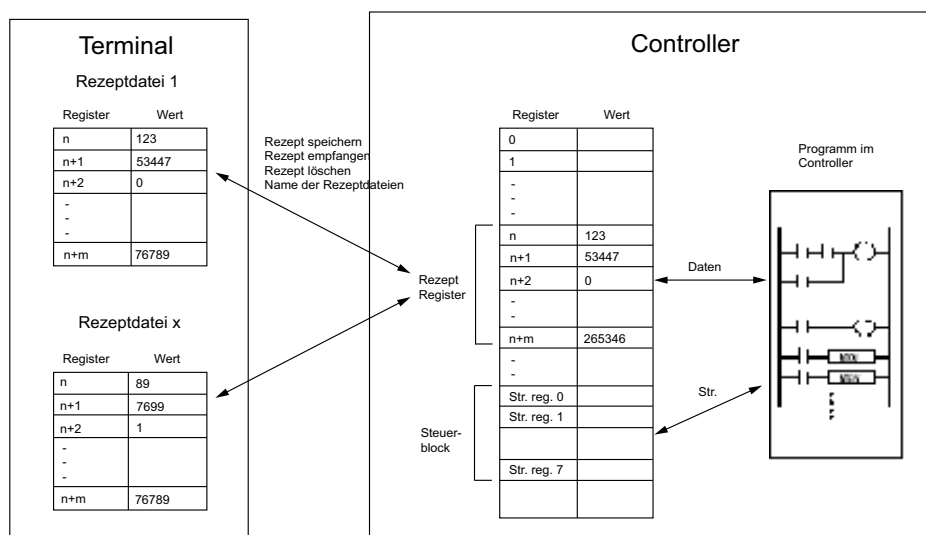 Terminal
Rezeptdatei 1
Register Wert
n 123
n+1 53447
n+2 0
-
-
-
n+m 76789
Rezeptdatei x
Register Wert
n 89
n+1 7699
n+2 1
-
-
-
n+m 76789
Rezept speichern
Rezept empfangen
Rezept löschen
Name der Rezeptdateien
Controller
Register Wert
0
1
-
-
-
n 123
n+1 53447
n+2 0
-
-
n+m 265346
-
-
Str. reg. 0
Str. reg. 1
Str. reg. 7
Rezept
Register
Steuer-
block
Daten
Str.
Programm im
Controller